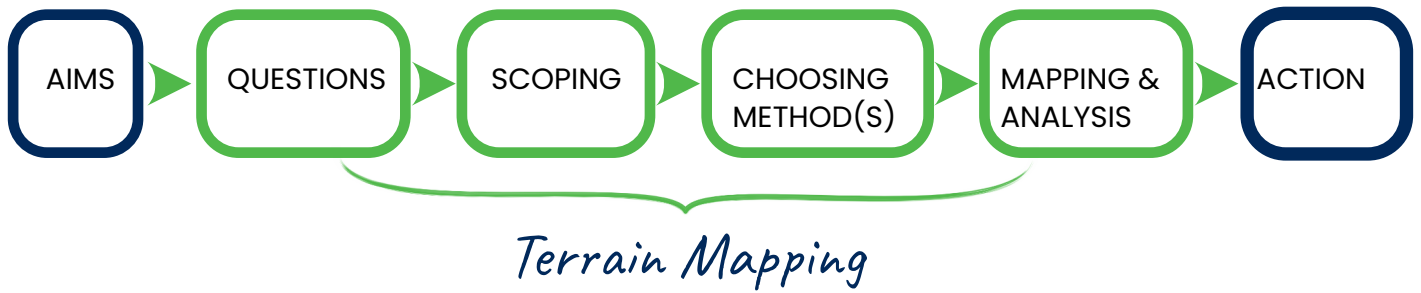 AIMS
QUESTIONS
SCOPING
CHOOSING
METHOD(S)
MAPPING &
ANALYSIS
ACTION
Terrain Mapping